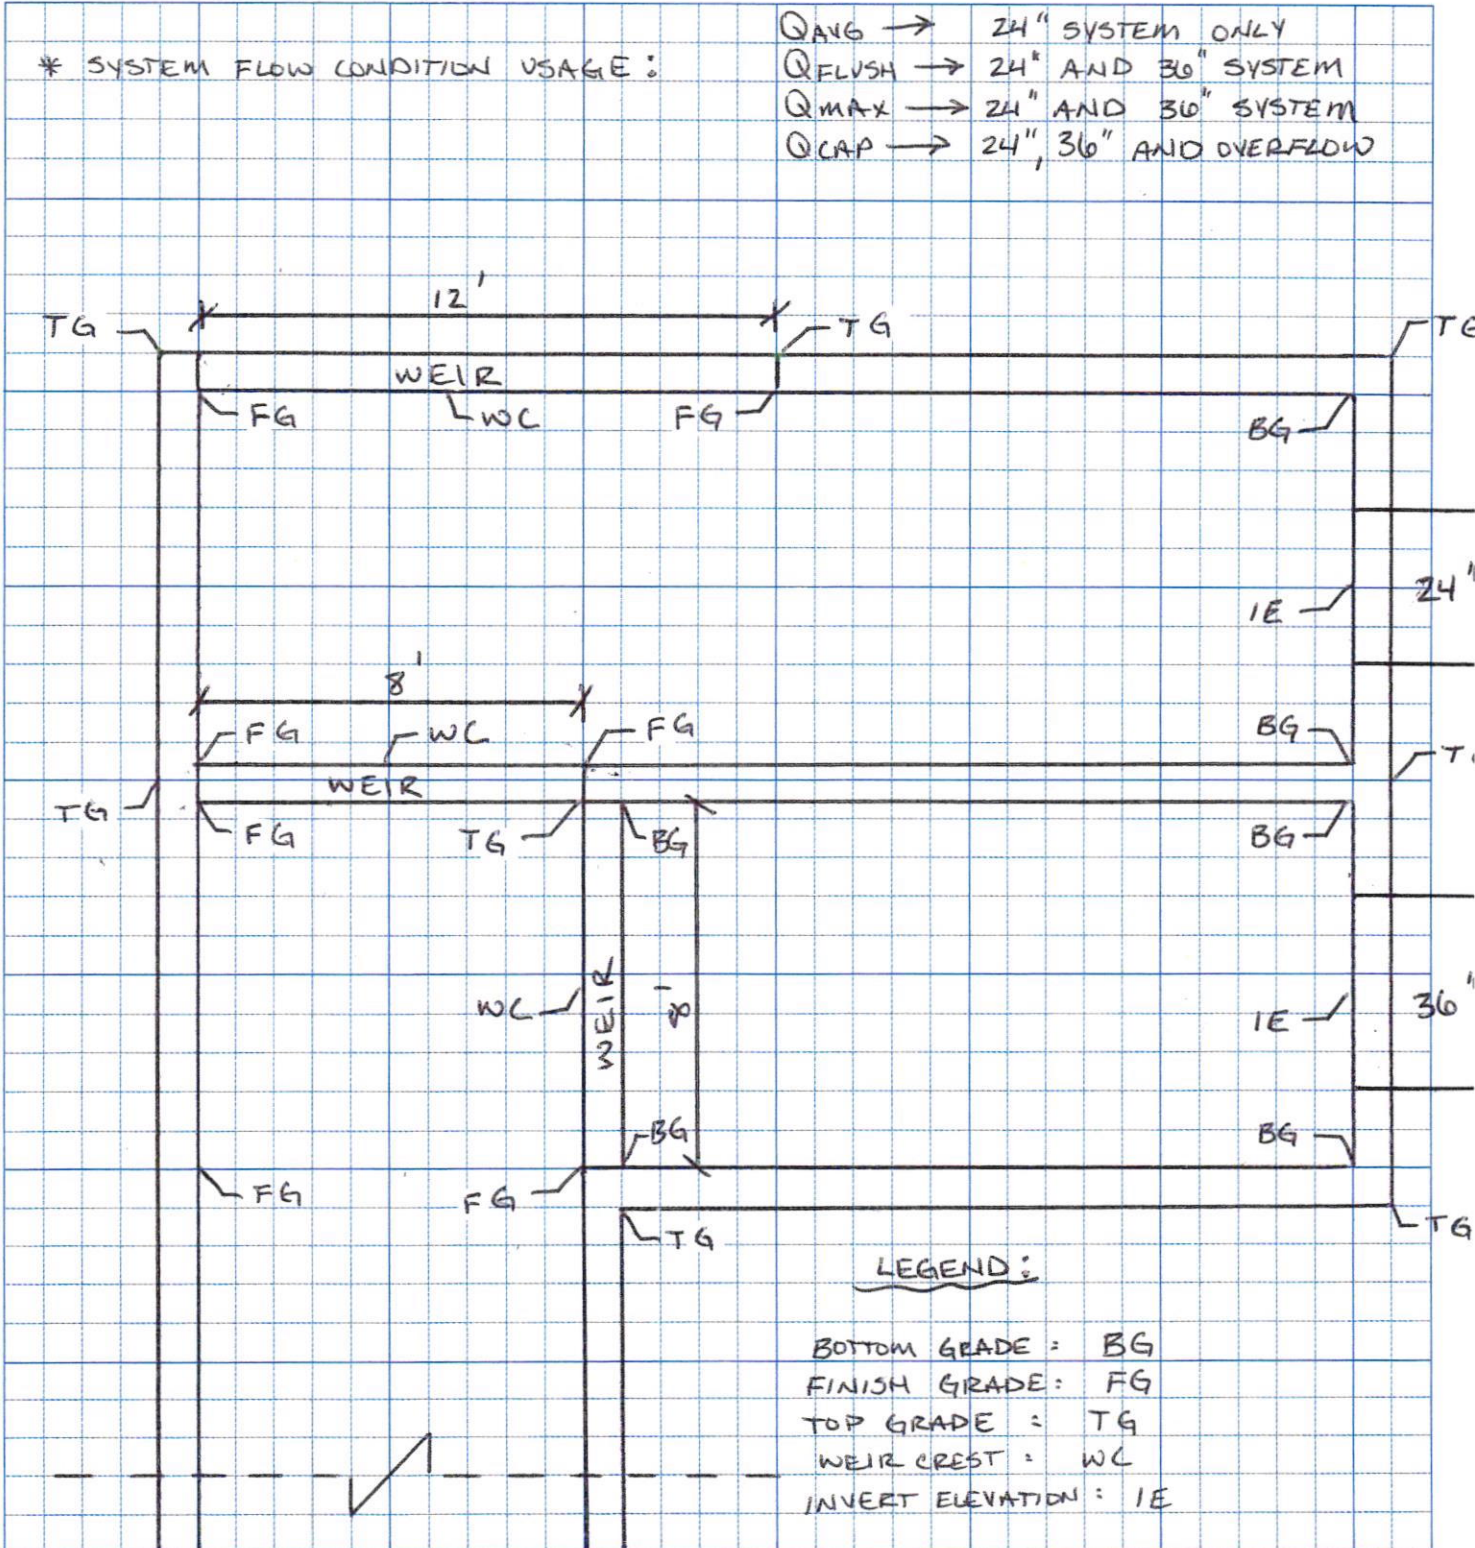 QAVG → 24" SYSTEM ONLY
* SYSTEM FLOW CONDITION USAGE:
QFLUSH → 24" AND 36" SYSTEM
QMAX → 24" AND 36" SYSTEM
QCAP → 24", 36" AND OVERFLOW
12'
TG
TG
TG
WEIR
FG
WC
FG
BG
IE
24"
8'
FG
WC
FG
BG
WEIR
TG
FG
TG
BG
BG
WC
WEIR
8'
IE
36"
BG
BG
FG
FG
TG
TG
LEGEND:
BOTTOM GRADE: BG
FINISH GRADE: FG
TOP GRADE : TG
WEIR CREST : WC
INVERT ELEVATION: IE